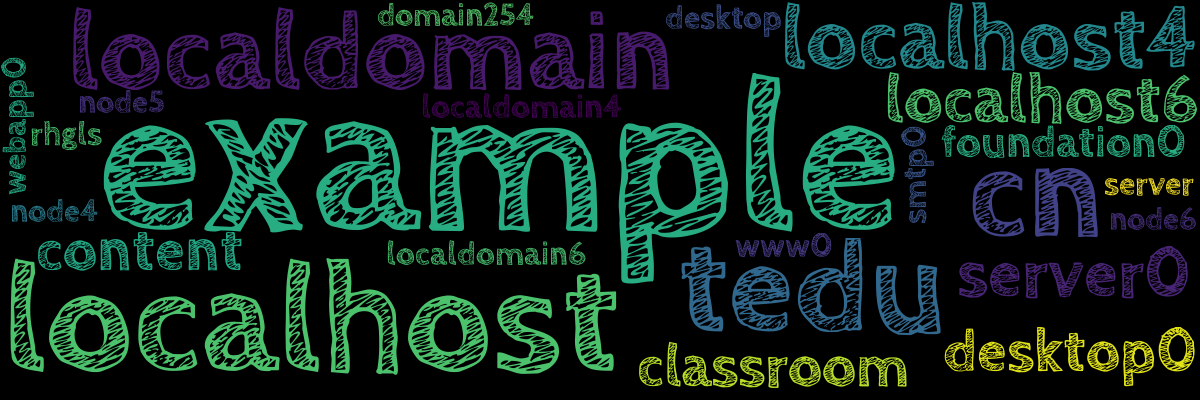 domain254
desktop
localdomain
localhost4
webapp0
node5
localdomain4
localhost6
rhgls
example
foundation0
smtp0
cn
server
node4
node6
content
localdomain6
www0
tedu
server0
localhost
classroom
desktop0